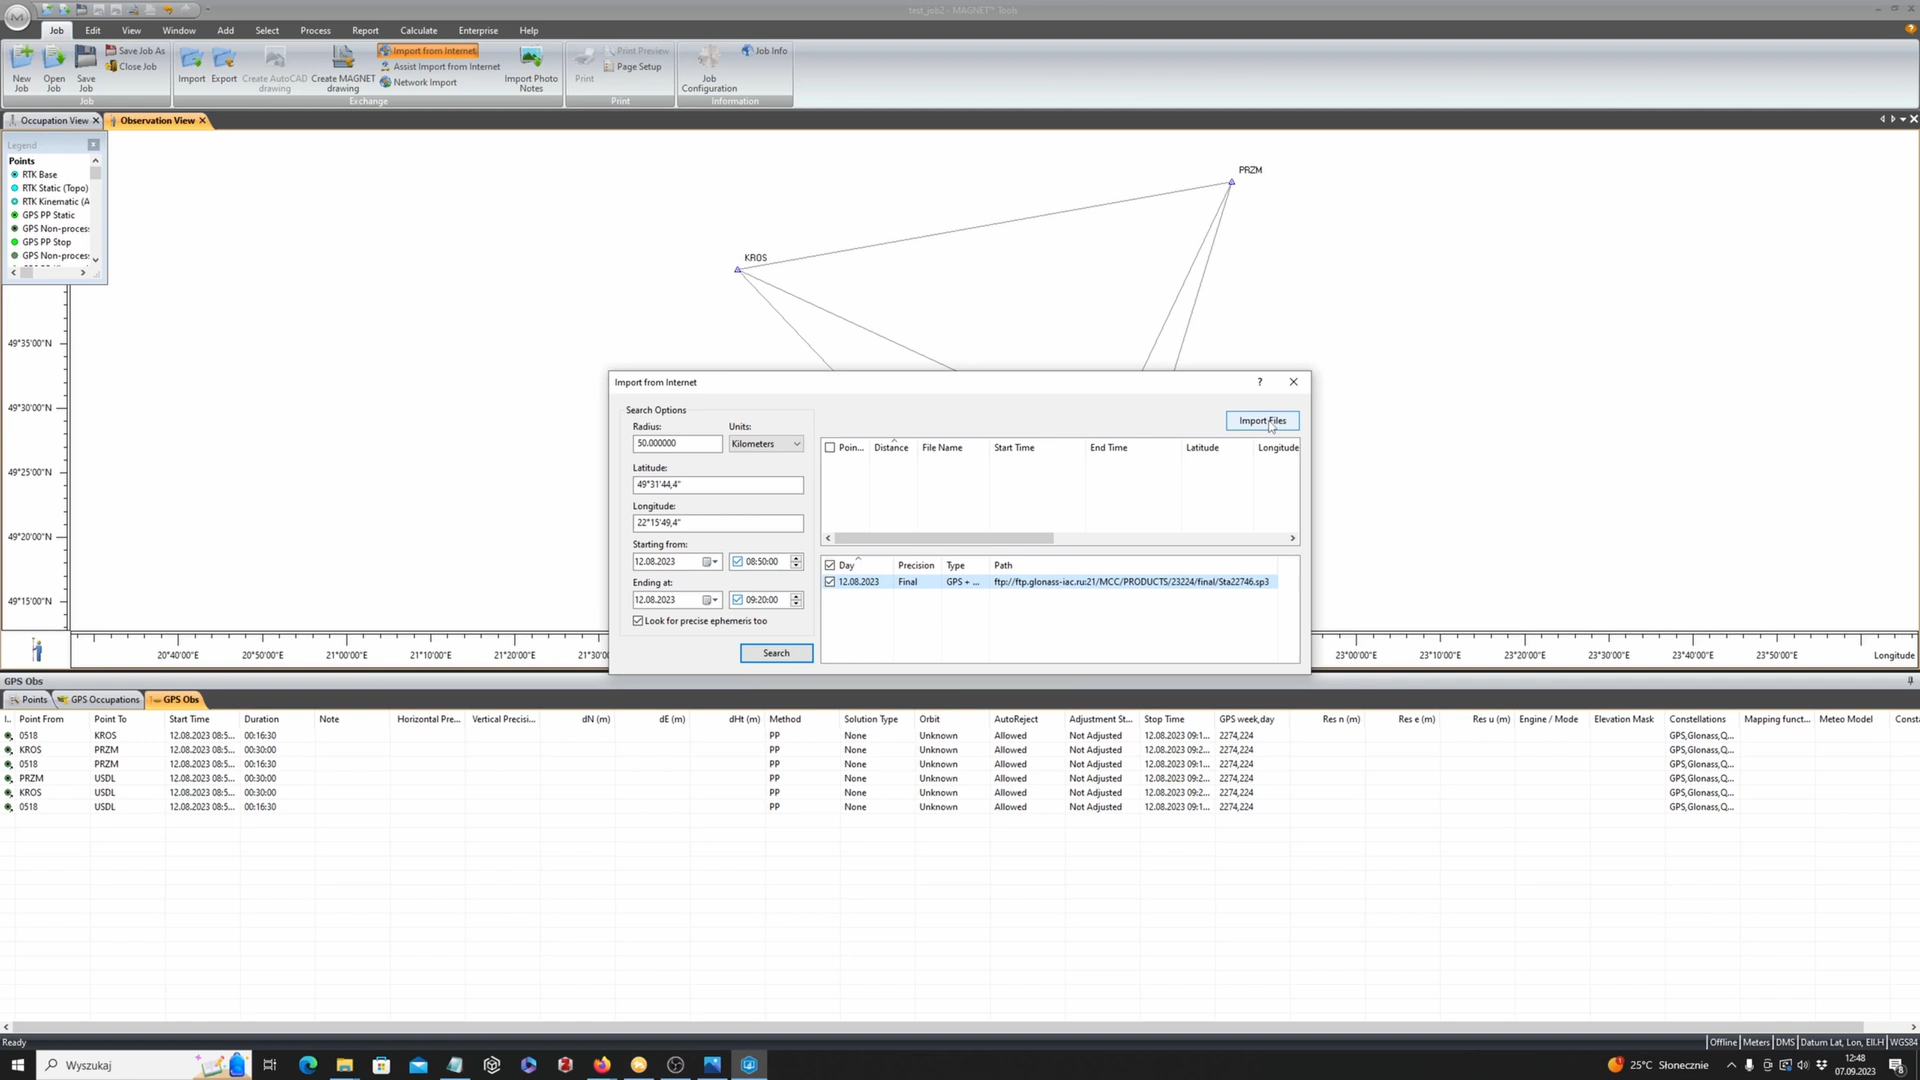 test_job2 - MAGNET™ Tools
Job Edit View Window Add Select Process Report Calculate Enterprise Help
New Job
Open Job
Save Job
Save Job As
Close Job
Import
Export
Create AutoCAD drawing
Create MAGNET drawing
Import from Internet
Assist Import from Internet
Network Import
Import Photo Notes
Print
Print Preview
Page Setup
Job Configuration
Job Info
Job Exchange Print Information
Occupation View
Observation View
Legend
Points
RTK Base
RTK Static (Topo)
RTK Kinematic (A
GPS PP Static
GPS Non-process
GPS PP Stop
GPS Non-process
PRZM
KROS
49°35'00"N
49°30'00"N
49°25'00"N
49°20'00"N
49°15'00"N
20°40'00"E 20°50'00"E 21°00'00"E 21°10'00"E 21°20'00"E 21°30'00 23°00'00"E 23°10'00"E 23°20'00"E 23°30'00"E 23°40'00"E 23°50'00"E Longitude
Import from Internet
?
Search Options
Radius: Units:
50.000000 Kilometers
Latitude:
49°31'44,4"
Longitude:
22°15'49,4"
Starting from:
12.08.2023 08:50:00
Ending at:
12.08.2023 09:20:00
Look for precise ephemeris too
Search
Import Files
Poin... Distance File Name Start Time End Time Latitude Longitude
Day Precision Type Path
12.08.2023 Final GPS + ... ftp://ftp.glonass-iac.ru:21/MCC/PRODUCTS/23224/final/Sta22746.sp3
GPS Obs
Points GPS Occupations GPS Obs
I.. Point From Point To Start Time Duration Note Horizontal Pre... Vertical Precisi... dN (m) dE (m) dHt (m) Method Solution Type Orbit AutoReject Adjustment St... Stop Time GPS week,day Res n (m) Res e (m) Res u (m) Engine / Mode Elevation Mask Constellations Mapping funct... Meteo Model Const
0518 KROS 12.08.2023 08:5... 00:16:30 PP None Unknown Allowed Not Adjusted 12.08.2023 09:1... 2274,224 GPS,Glonass,Q...
KROS PRZM 12.08.2023 08:5... 00:30:00 PP None Unknown Allowed Not Adjusted 12.08.2023 09:2... 2274,224 GPS,Glonass,Q...
0518 PRZM 12.08.2023 08:5... 00:16:30 PP None Unknown Allowed Not Adjusted 12.08.2023 09:1... 2274,224 GPS,Glonass,Q...
PRZM USDL 12.08.2023 08:5... 00:30:00 PP None Unknown Allowed Not Adjusted 12.08.2023 09:2... 2274,224 GPS,Glonass,Q...
KROS USDL 12.08.2023 08:5... 00:30:00 PP None Unknown Allowed Not Adjusted 12.08.2023 09:2... 2274,224 GPS,Glonass,Q...
0518 USDL 12.08.2023 08:5... 00:16:30 PP None Unknown Allowed Not Adjusted 12.08.2023 09:1... 2274,224 GPS,Glonass,Q...
Ready
Offline Meters DMS Datum Lat, Lon, Ell.H WGS84
Wyszukaj
25°C Słonecznie
12:48
07.09.2023